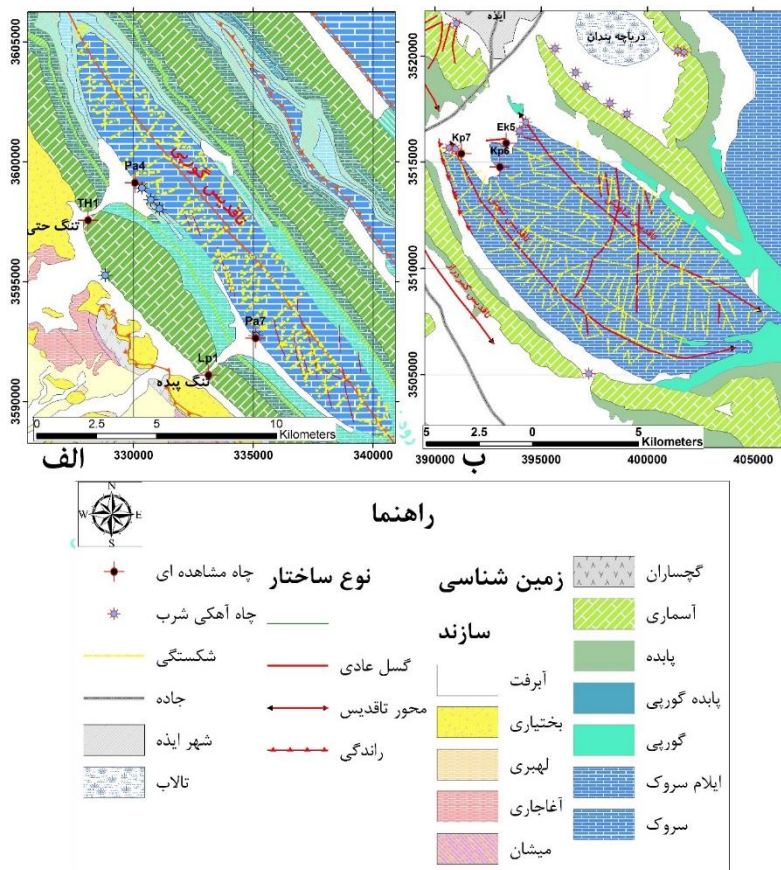 3605000
3600000
3595000
3590000
330000
335000
340000
Pa4
TH1
تنگ حتی
تاقدیس گورپی
Pa7
Lp1
تنگ پبده
0 2.5 5 10
Kilometers
الف
3520000
3515000
3510000
3505000
390000
395000
400000
405000
ایذه
دریاچه بندان
Ek5
Kp7
Kp6
5 2.5 0 5
Kilometers
ب
راهنما
N
W E
S
چاه مشاهده ای
چاه آهکی شرب
شکستگی
جاده
شهر ایذه
تالاب
نوع ساختار
گسل عادی
محور تاقدیس
راندگی
زمین شناسی
سازند
آبرفت
بختیاری
لهبری
آغاجاری
میشان
گچساران
آسماری
پابده
پابده گورپی
گورپی
ایلام سروک
سروک